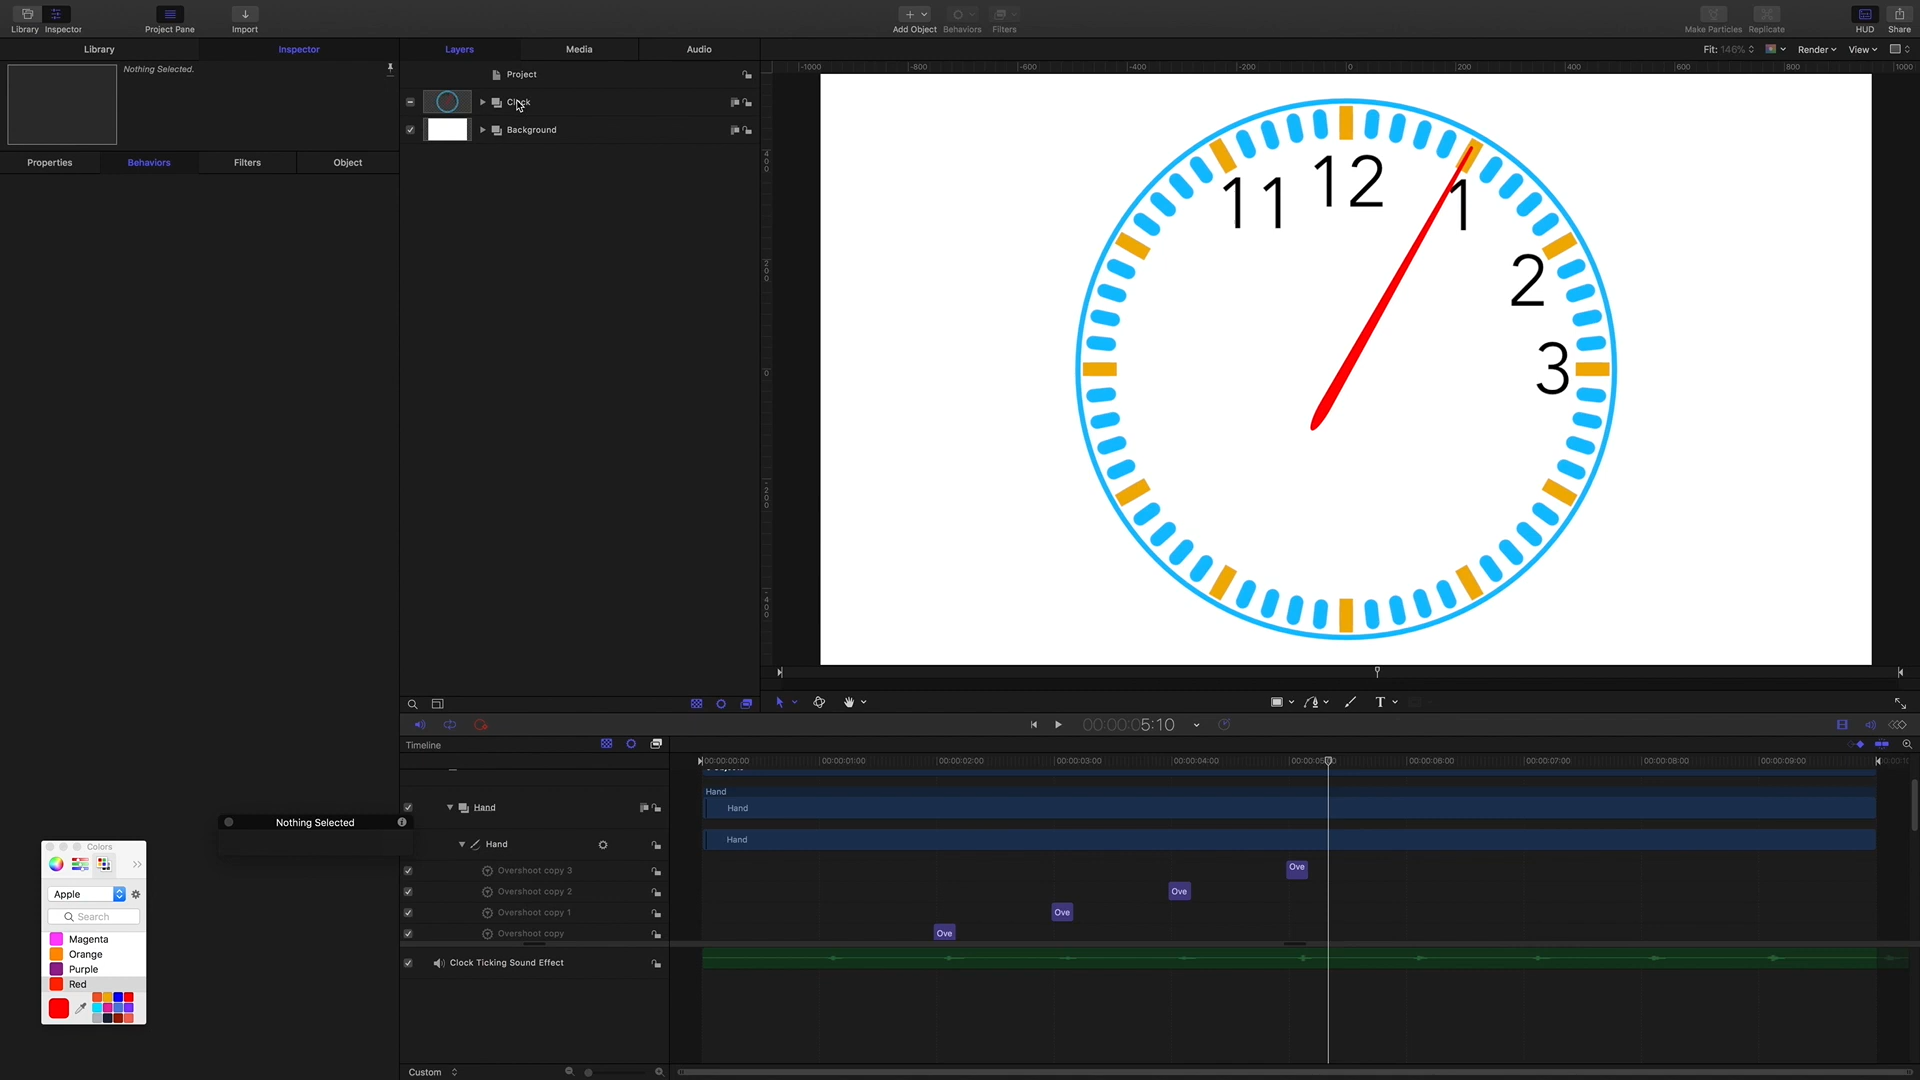 Library Inspector Project Pane Import Add Object Behaviors Filters Make Particles Replicate HUD Share
Library Inspector Layers Media Audio Fit: 146% Render View
Nothing Selected.
Project
Clock
Background
Properties Behaviors Filters Object
-1000 -800 -600 -400 -200 0 200 400 600 800 1000
400
200
0
-200
-400
12
11
1
2
3
00:00:05:10
Timeline
00:00:00:00 00:00:01:00 00:00:02:00 00:00:03:00 00:00:04:00 00:00:06:00 00:00:07:00 00:00:08:00 00:00:09:00
Hand Hand
Hand
Hand Hand
Overshoot copy 3 Ove
Overshoot copy 2 Ove
Overshoot copy 1 Ove
Overshoot copy Ove
Clock Ticking Sound Effect
Custom
Nothing Selected
Colors
Apple
Search
Magenta
Orange
Purple
Red